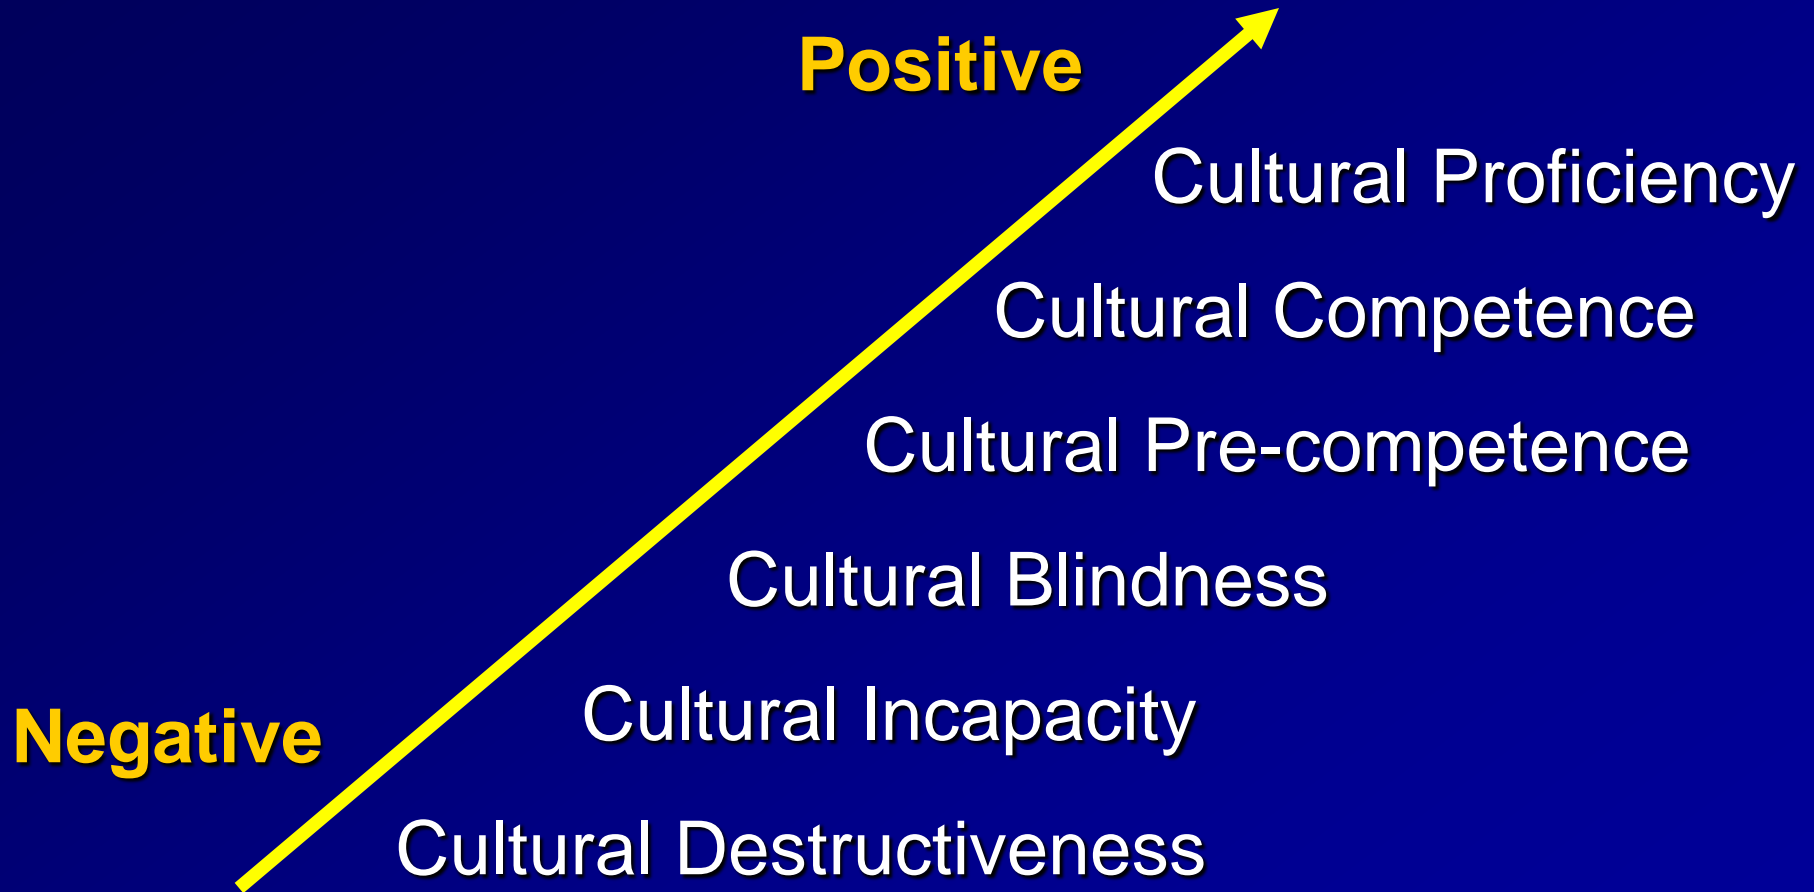 Positive
Cultural Proficiency
Cultural Competence
Cultural Pre-competence
Cultural Blindness
Cultural Incapacity
Negative
Cultural Destructiveness